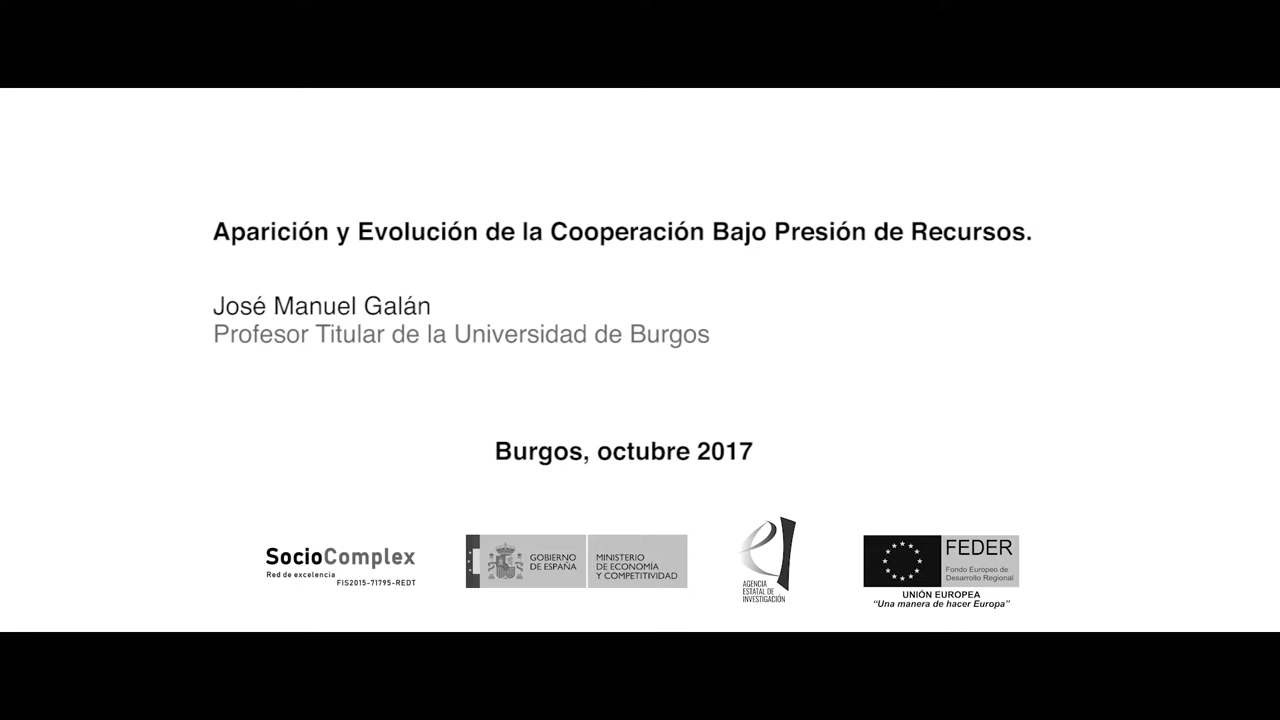 Aparición y Evolución de la Cooperación Bajo Presión de Recursos.
José Manuel Galán
Profesor Titular de la Universidad de Burgos
Burgos, octubre 2017
SocioComplex
Red de excelencia
FIS2015-71795-REDT
GOBIERNO
DE ESPAÑA
MINISTERIO
DE ECONOMÍA
Y COMPETITIVIDAD
AGENCIA
ESTATAL DE
INVESTIGACIÓN
FEDER
Fondo Europeo de
Desarrollo Regional
UNIÓN EUROPEA
“Una manera de hacer Europa”